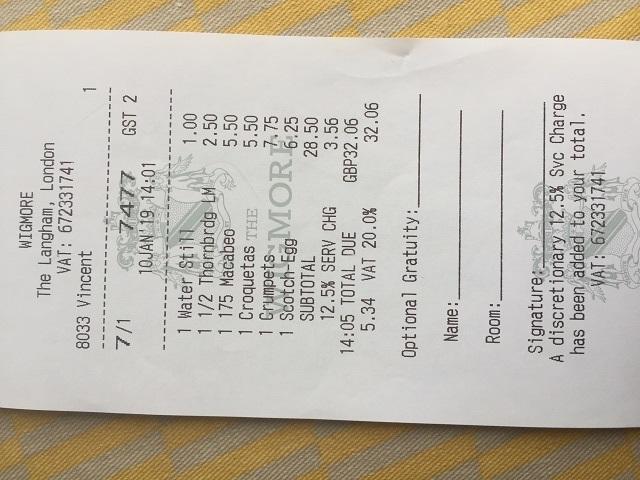 WIGMORE
The Langham, London
VAT: 672331741
8033 Vincent 1
7/1 7477 GST 2
10JAN'19 14:01
1 Water Still 1.00
1 1/2 Thornbrdg LM 2.50
1 175 Macabeo 5.50
1 Croquetas 5.50
1 Crumpets 7.75
1 Scotch Egg 6.25
SUBTOTAL 28.50
12.5% SERV CHG 3.56
14:05 TOTAL DUE GBP32.06
5.34 VAT 20.0% 32.06
THE
WIGMORE
Optional Gratuity:
Name:
Room:
Signature:
A discretionary 12.5% Svc Charge
has been added to your total.
VAT: 672331741